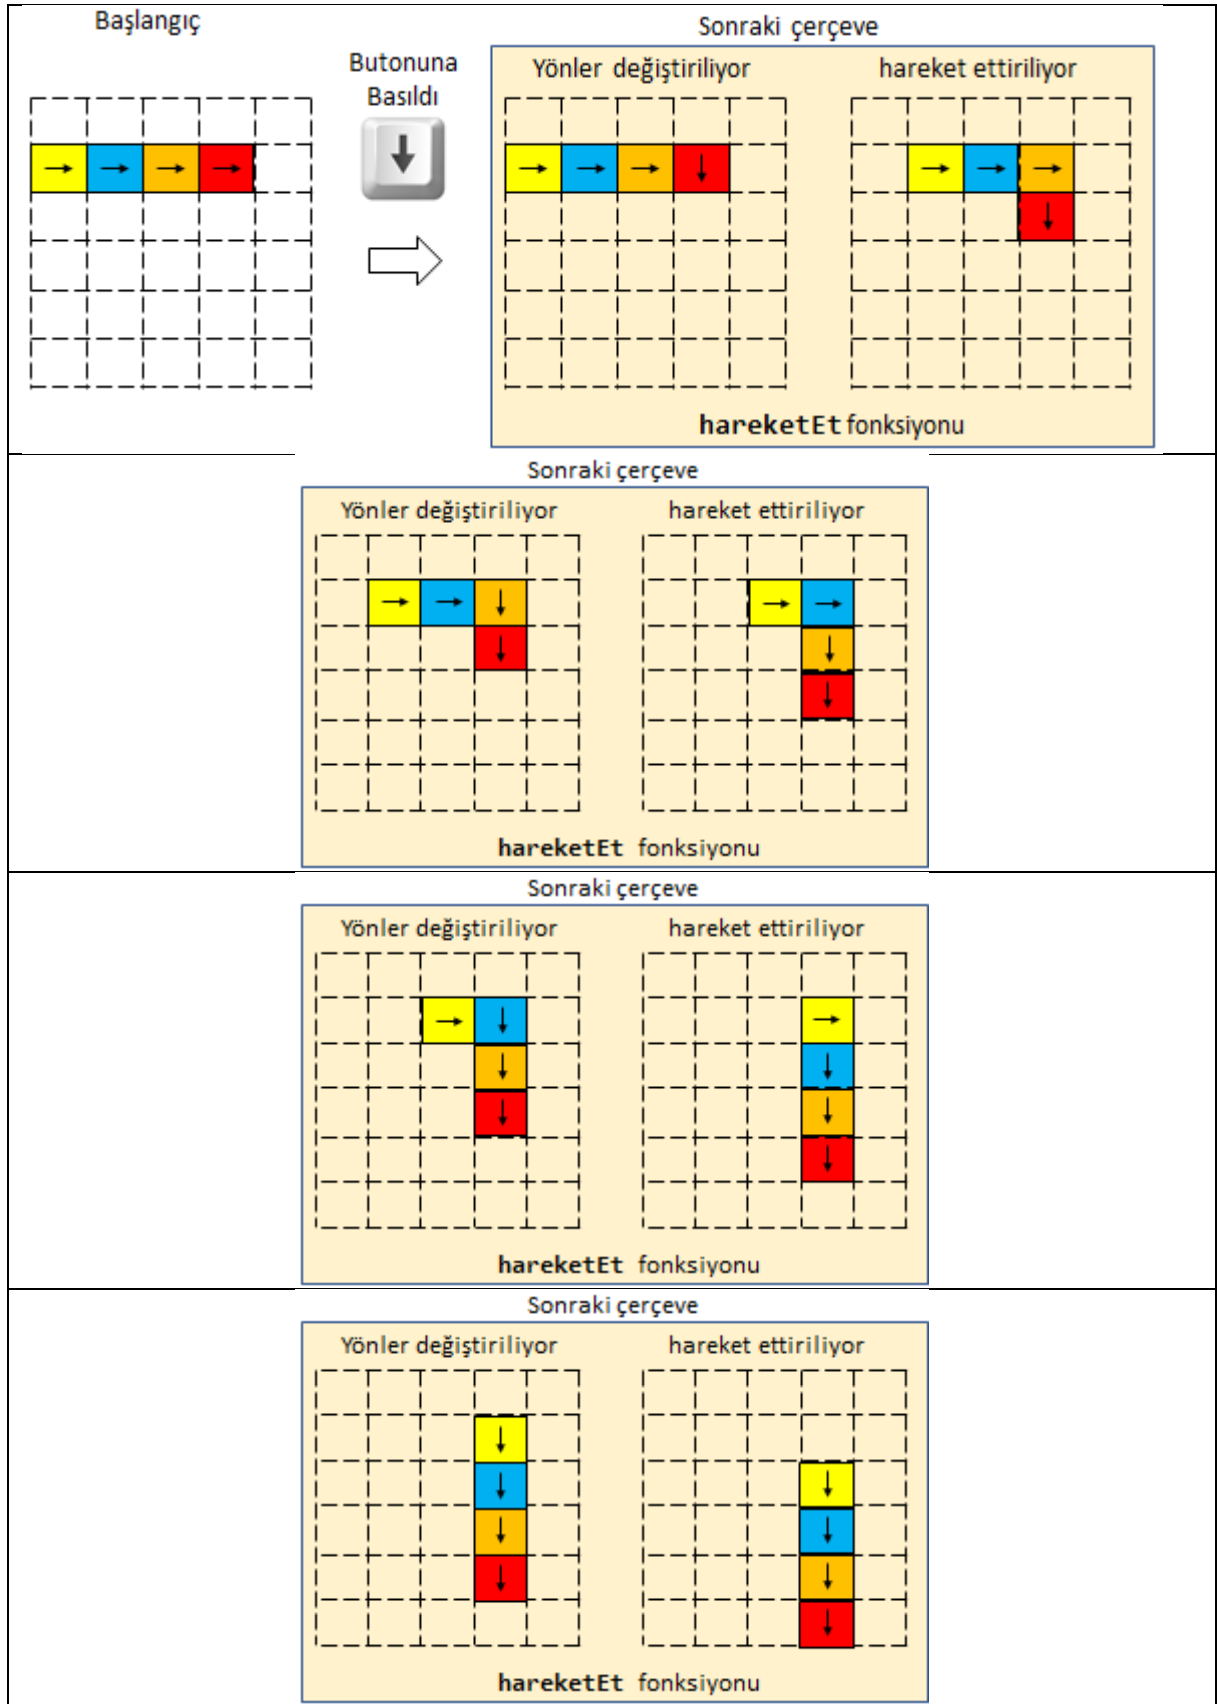 Başlangıç
Butonuna
Basıldı
Sonraki çerçeve
Yönler değiştiriliyor
hareket ettiriliyor
hareketEt fonksiyonu
Sonraki çerçeve
Yönler değiştiriliyor
hareket ettiriliyor
hareketEt fonksiyonu
Sonraki çerçeve
Yönler değiştiriliyor
hareket ettiriliyor
hareketEt fonksiyonu
Sonraki çerçeve
Yönler değiştiriliyor
hareket ettiriliyor
hareketEt fonksiyonu